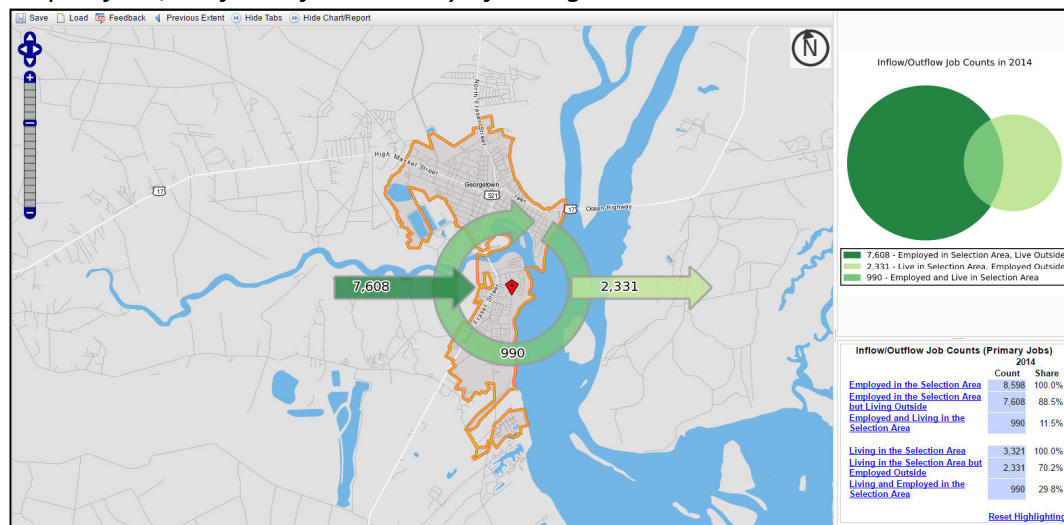 Save Load Feedback Previous Extent Hide Tabs Hide Chart/Report
N
North Fraser Street
High Market Street
Georgetown
17
521
17
Ocean Highway
7,608
2,331
Fraser Street
990
Inflow/Outflow Job Counts in 2014
7,608 - Employed in Selection Area, Live Outside
2,331 - Live in Selection Area, Employed Outside
990 - Employed and Live in Selection Area
Inflow/Outflow Job Counts (Primary Jobs)
2014
Count Share
Employed in the Selection Area 8,598 100.0%
Employed in the Selection Area
but Living Outside 7,608 88.5%
Employed and Living in the
Selection Area 990 11.5%
Living in the Selection Area 3,321 100.0%
Living in the Selection Area but
Employed Outside 2,331 70.2%
Living and Employed in the
Selection Area 990 29.8%
Reset Highlighting